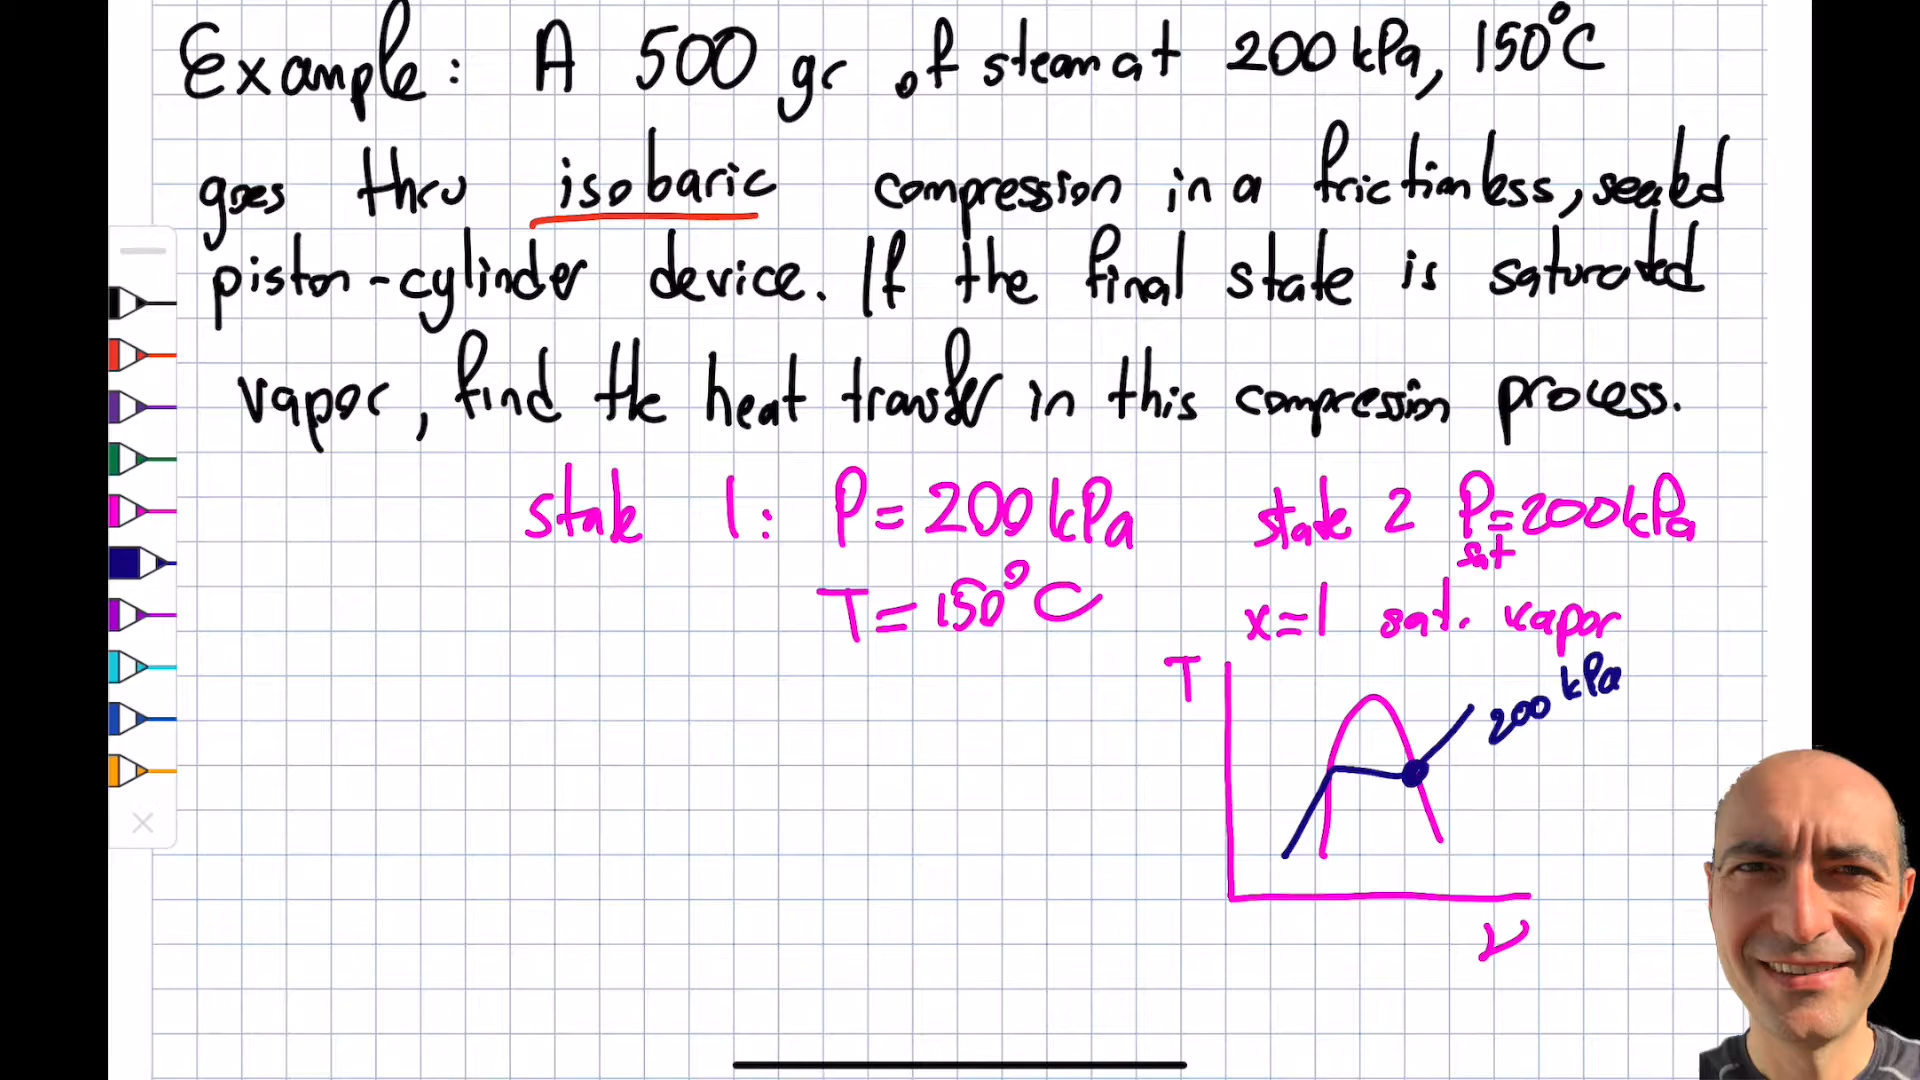 Example: A 500 gr of steam at 200 kPa, 150°C
goes thru isobaric compression in a frictionless, sealed
piston-cylinder device. If the final state is saturated
vapor, find the heat transfer in this compression process.
state 1: P = 200 kPa
T = 150°C
state 2 Psat = 200 kPa
x = 1 sat. vapor
T
200 kPa
v